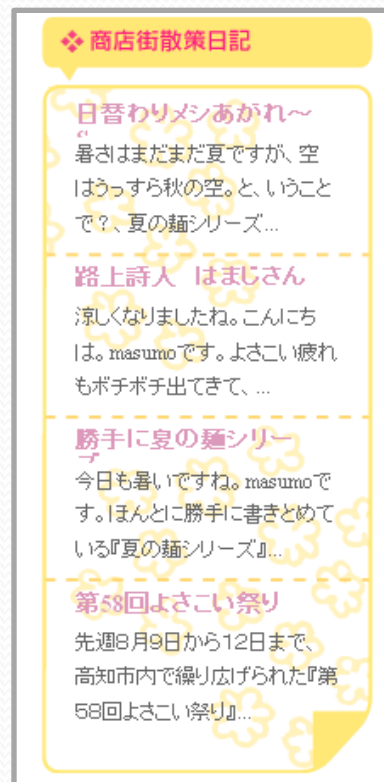 ❖ 商店街散策日記
日替わりメシあがれ～
暑さはまだまだ夏ですが、空
はうっすら秋の空。と、いうこと
で？、夏の麺シリーズ...
路上詩人　はまじさん
涼しくなりましたね。こんにち
は。masumoです。よさこい疲れ
もボチボチ出てきて、...
勝手に夏の麺シリー
今日も暑いですね。masumoで
す。ほんとに勝手に書きとめて
いる『夏の麺シリーズ』...
第58回よさこい祭り
先週8月9日から12日まで、
高知市内で繰り広げられた『第
58回よさこい祭り』...